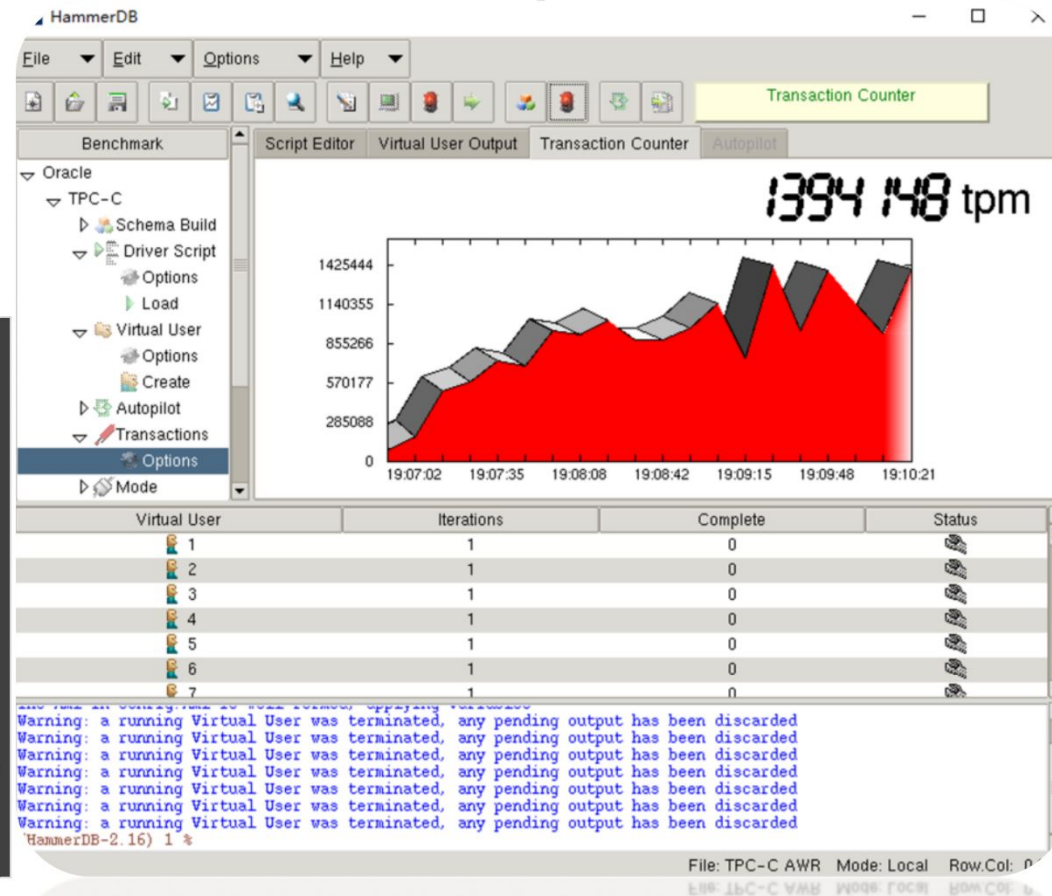 HammerDB
File Edit Options Help
Transaction Counter
Benchmark
Script Editor Virtual User Output Transaction Counter Autopilot
Oracle
TPC-C
Schema Build
Driver Script
Options
Load
Virtual User
Options
Create
Autopilot
Transactions
Options
Mode
1394148 tpm
1425444
1140355
855266
570177
285088
0
19:07:02 19:07:35 19:08:08 19:08:42 19:09:15 19:09:48 19:10:21
Virtual User Iterations Complete Status
1 1 0
2 1 0
3 1 0
4 1 0
5 1 0
6 1 0
7 1 0
Warning: a running Virtual User was terminated, any pending output has been discarded
Warning: a running Virtual User was terminated, any pending output has been discarded
Warning: a running Virtual User was terminated, any pending output has been discarded
Warning: a running Virtual User was terminated, any pending output has been discarded
Warning: a running Virtual User was terminated, any pending output has been discarded
Warning: a running Virtual User was terminated, any pending output has been discarded
Warning: a running Virtual User was terminated, any pending output has been discarded
HammerDB-2.16) 1 %
File: TPC-C AWR Mode: Local Row.Col: